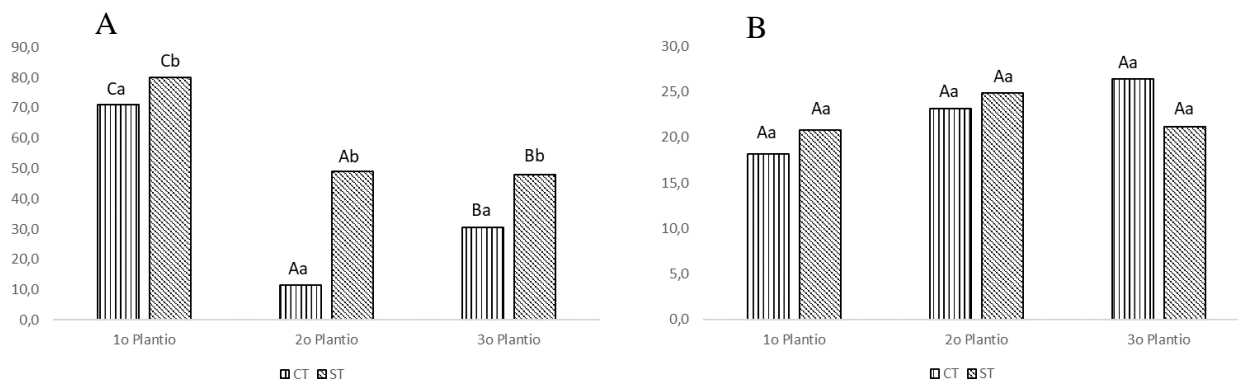 A
90,0
80,0
70,0
60,0
50,0
40,0
30,0
20,0
10,0
0,0
Ca
Cb
Aa
Ab
Ba
Bb
1o Plantio
2o Plantio
3o Plantio
CT
ST
B
30,0
25,0
20,0
15,0
10,0
5,0
0,0
Aa
Aa
Aa
Aa
Aa
Aa
1o Plantio
2o Plantio
3o Plantio
CT
ST